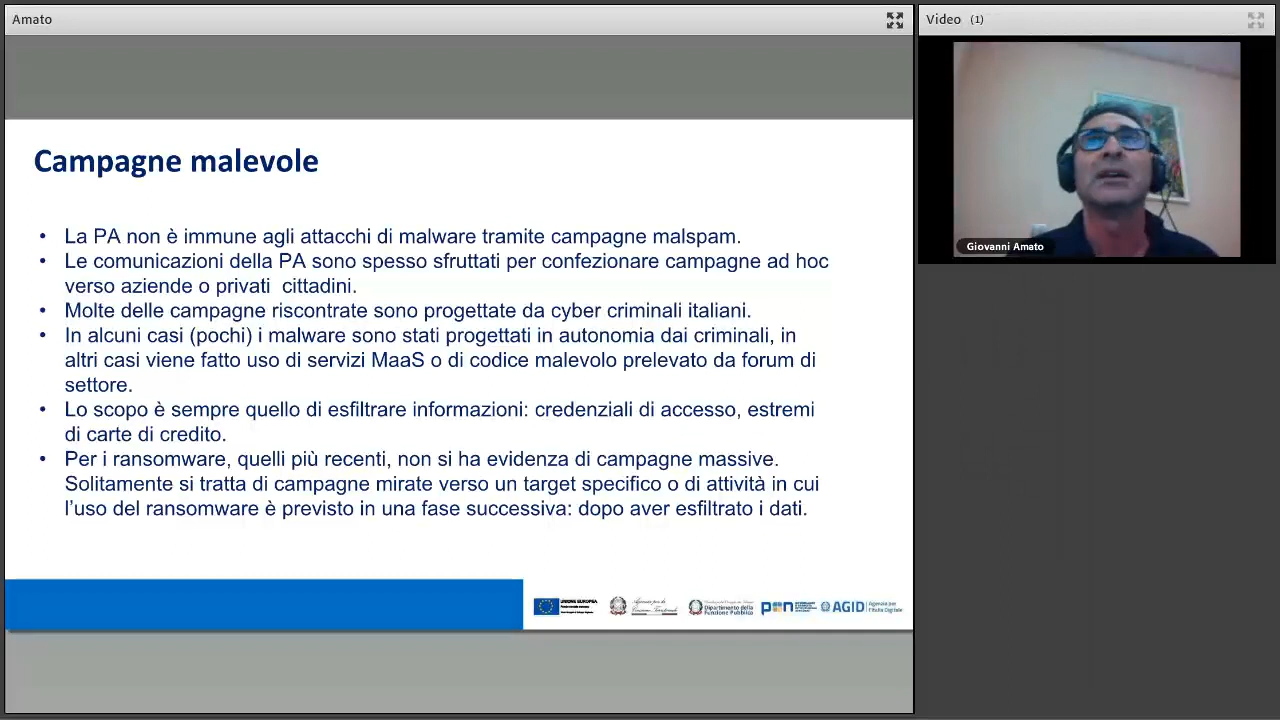 Amato
Video (1)
Giovanni Amato
Campagne malevole
• La PA non è immune agli attacchi di malware tramite campagne malspam.
• Le comunicazioni della PA sono spesso sfruttati per confezionare campagne ad hoc
verso aziende o privati  cittadini.
• Molte delle campagne riscontrate sono progettate da cyber criminali italiani.
• In alcuni casi (pochi) i malware sono stati progettati in autonomia dai criminali, in
altri casi viene fatto uso di servizi MaaS o di codice malevolo prelevato da forum di
settore.
• Lo scopo è sempre quello di esfiltrare informazioni: credenziali di accesso, estremi
di carte di credito.
• Per i ransomware, quelli più recenti, non si ha evidenza di campagne massive.
Solitamente si tratta di campagne mirate verso un target specifico o di attività in cui
l’uso del ransomware è previsto in una fase successiva: dopo aver esfiltrato i dati.
UNIONE EUROPEA
Dipartimento della
Funzione Pubblica
pon
AGID
Agenzia per
l'Italia Digitale